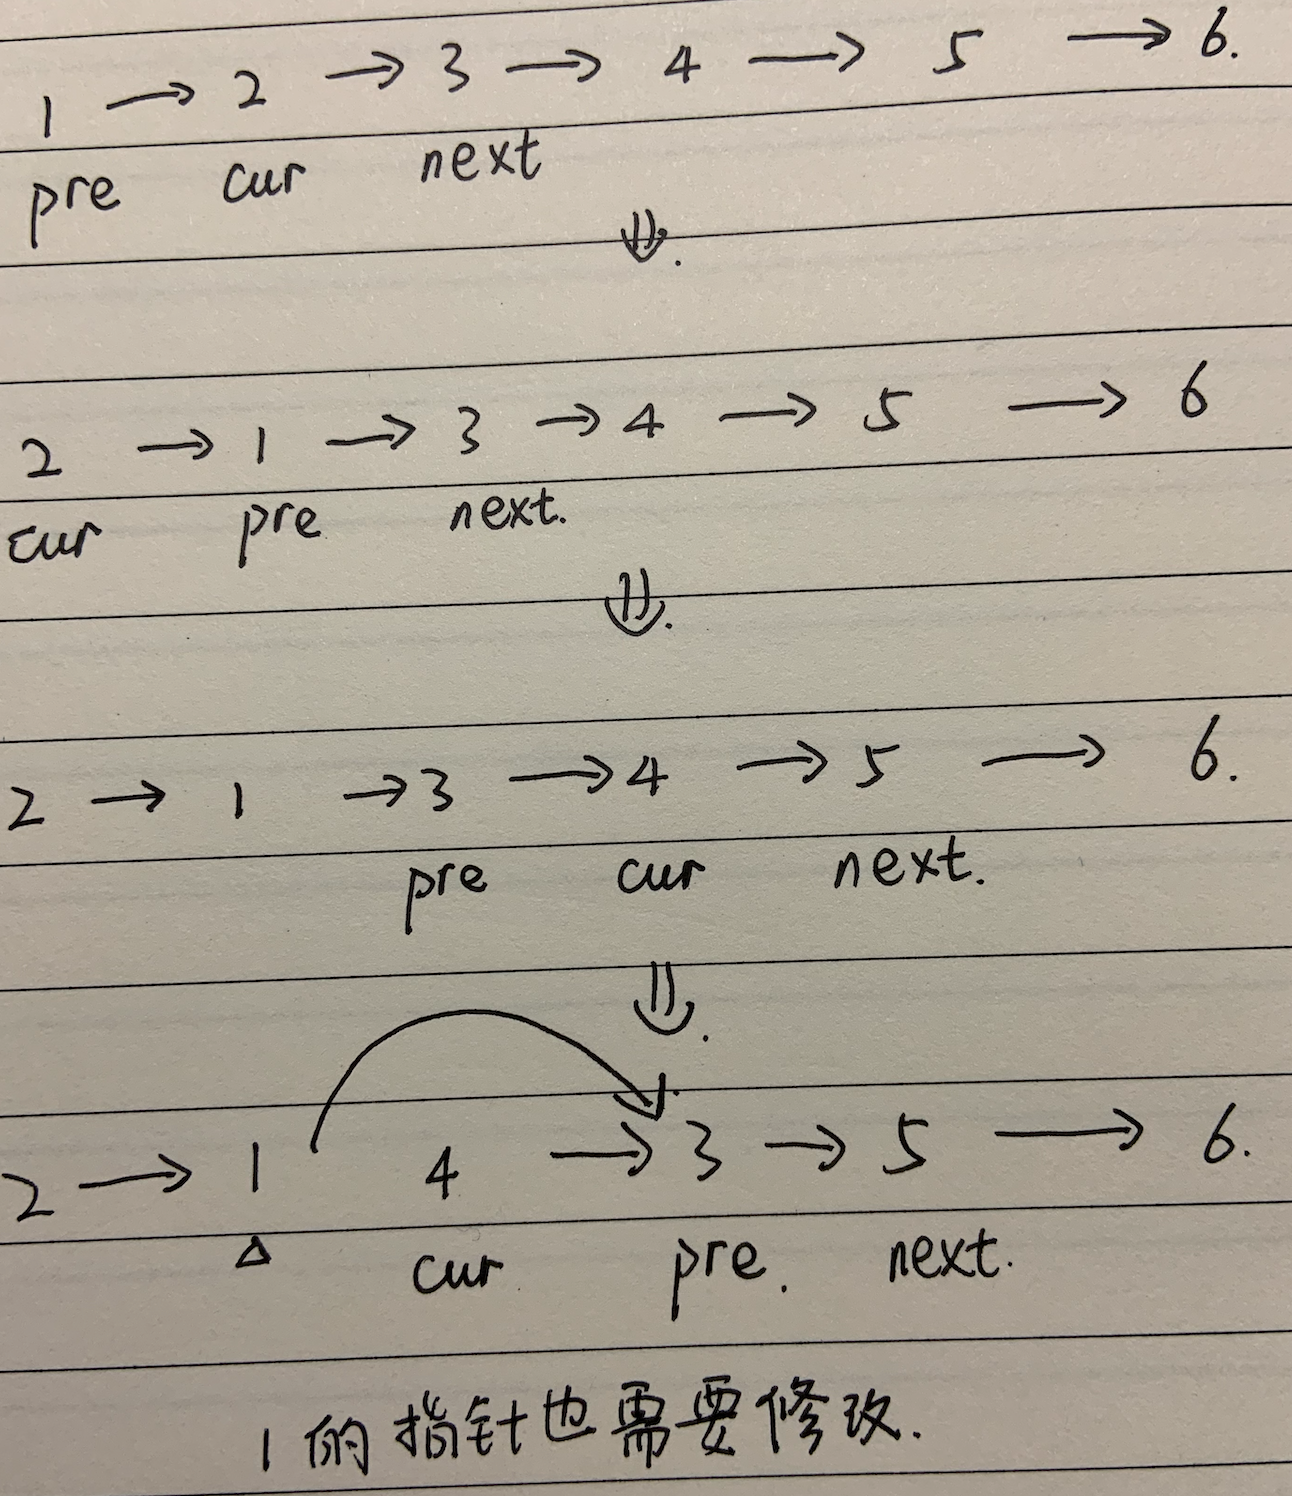 1 → 2 → 3 → 4 → 5 → 6.
pre cur next
⇓.
2 → 1 → 3 → 4 → 5 → 6
cur pre next.
⇓.
2 → 1 → 3 → 4 → 5 → 6.
pre cur next.
⇓.
2 → 1 4 → 3 → 5 → 6.
△ cur pre. next.
1的指针也需要修改.